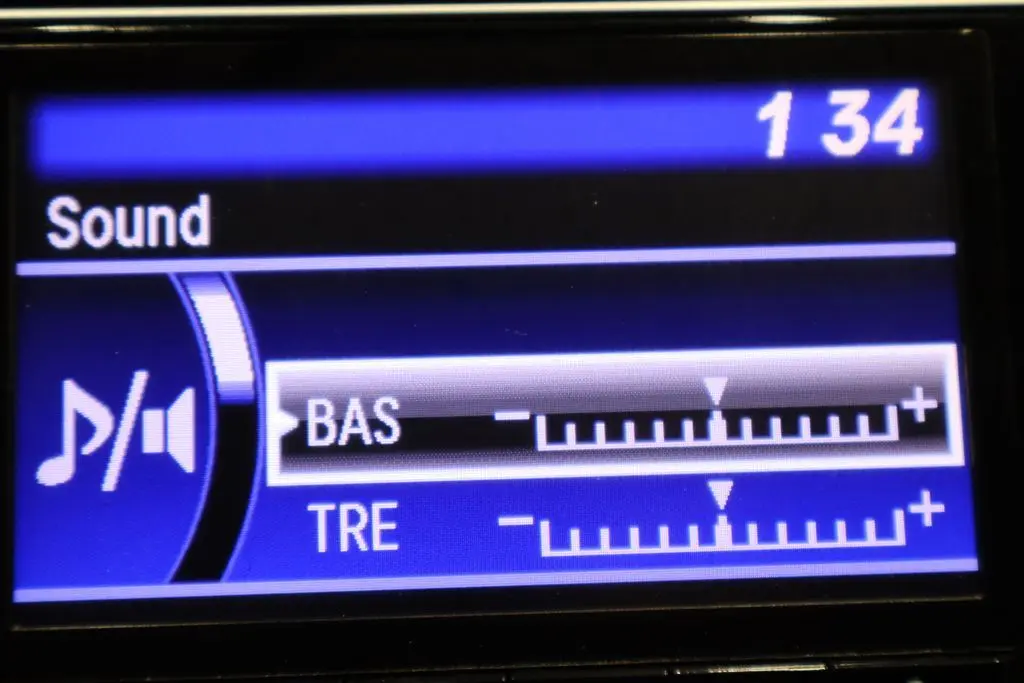 1 34
Sound
BAS - +
TRE - +